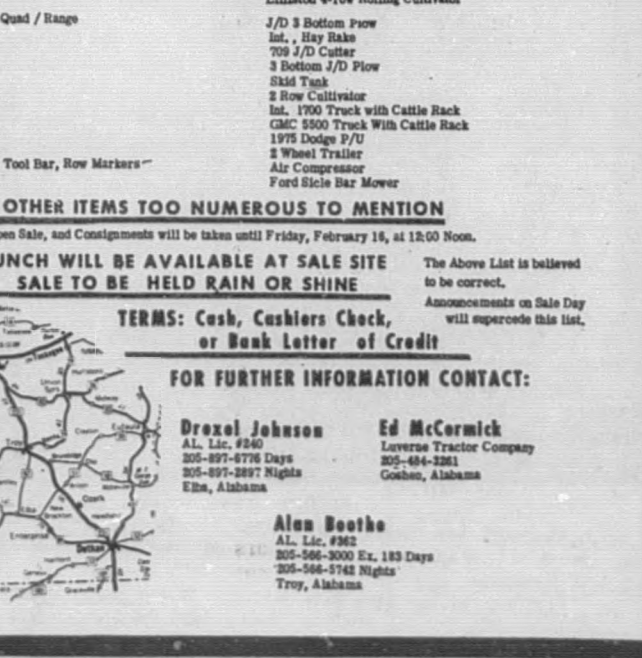 Quad / Range
J/D 3 Bottom Plow
Int., Hay Rake
709 J/D Cutter
3 Bottom J/D Plow
Skid Tank
2 Row Cultivator
Int. 1700 Truck with Cattle Rack
GMC 5500 Truck With Cattle Rack
1975 Dodge P/U
2 Wheel Trailer
Tool Bar, Row Markers
Air Compressor
Ford Sicle Bar Mower
OTHER ITEMS TOO NUMEROUS TO MENTION
Sale, and Consignments will be taken until Friday, February 16, at 12:00 Noon.
UNCH WILL BE AVAILABLE AT SALE SITE
SALE TO BE HELD RAIN OR SHINE
The Above List is believed
to be correct.
Announcements on Sale Day
will supercede this list.
TERMS: Cash, Cashiers Check,
or Bank Letter of Credit
FOR FURTHER INFORMATION CONTACT:
Drexel Johnson
AL. Lic. #240
205-897-6776 Days
205-897-2897 Nights
Elba, Alabama
Ed McCormick
Luverne Tractor Company
205-484-3261
Goshen, Alabama
Alan Boothe
AL. Lic. #362
205-566-3000 Ex. 183 Days
205-566-5742 Nights
Troy, Alabama
Ozark
Enterprise
Dothan